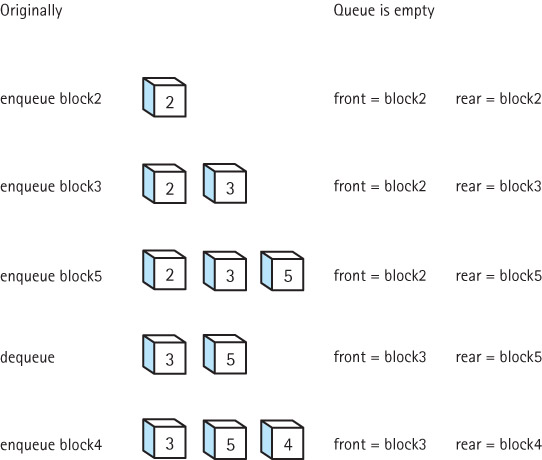 Originally Queue is empty
enqueue block2 2 front = block2 rear = block2
enqueue block3 2 3 front = block2 rear = block3
enqueue block5 2 3 5 front = block2 rear = block5
dequeue 3 5 front = block3 rear = block5
enqueue block4 3 5 4 front = block3 rear = block4